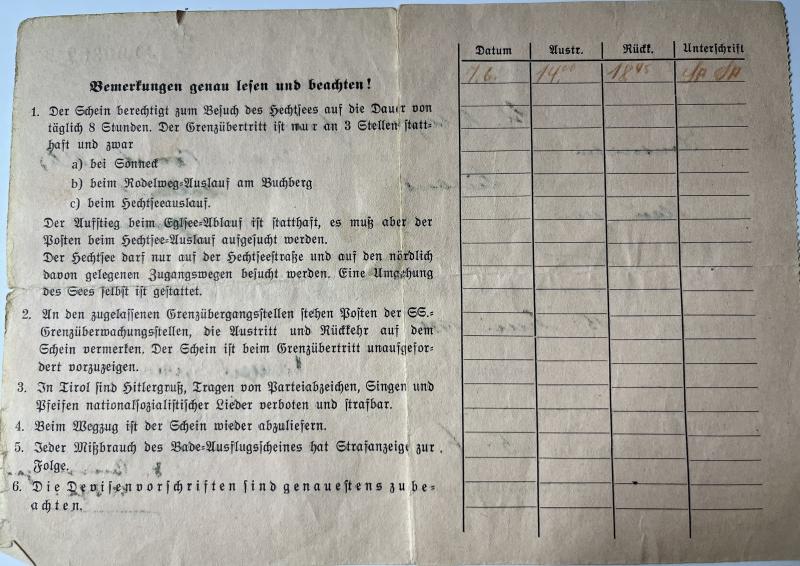 Bemerkungen genau lesen und beachten!
1. Der Schein berechtigt zum Besuch des Hechtsees auf die Dauer von
täglich 8 Stunden. Der Grenzübertritt ist nur an 3 Stellen statt=
haft und zwar
a) bei Sonneck
b) beim Rodelweg=Auslauf am Buchberg
c) beim Hechtseeauslauf.
Der Aufstieg beim Eglsee=Ablauf ist statthaft, es muß aber der
Posten beim Hechtsee=Auslauf aufgesucht werden.
Der Hechtsee darf nur auf der Hechtseestraße und auf den nördlich
davon gelegenen Zugangswegen besucht werden. Eine Umgehung
des Sees selbst ist gestattet.
2. An den zugelassenen Grenzübergangsstellen stehen Posten der SS.=
Grenzüberwachungsstellen, die Austritt und Rückkehr auf dem
Schein vermerken. Der Schein ist beim Grenzübertritt unaufgefor=
dert vorzuzeigen.
3. In Tirol sind Hitlergruß, Tragen von Parteiabzeichen, Singen und
Pfeifen nationalsozialistischer Lieder verboten und strafbar.
4. Beim Wegzug ist der Schein wieder abzuliefern.
5. Jeder Mißbrauch des Bade=Ausflugscheines hat Strafanzeige zur
Folge.
6. Die Devisenvorschriften sind genauestens zu be=
achten.
Datum Austr. Rück. Unterschrift
7.6. 14.00 18 45